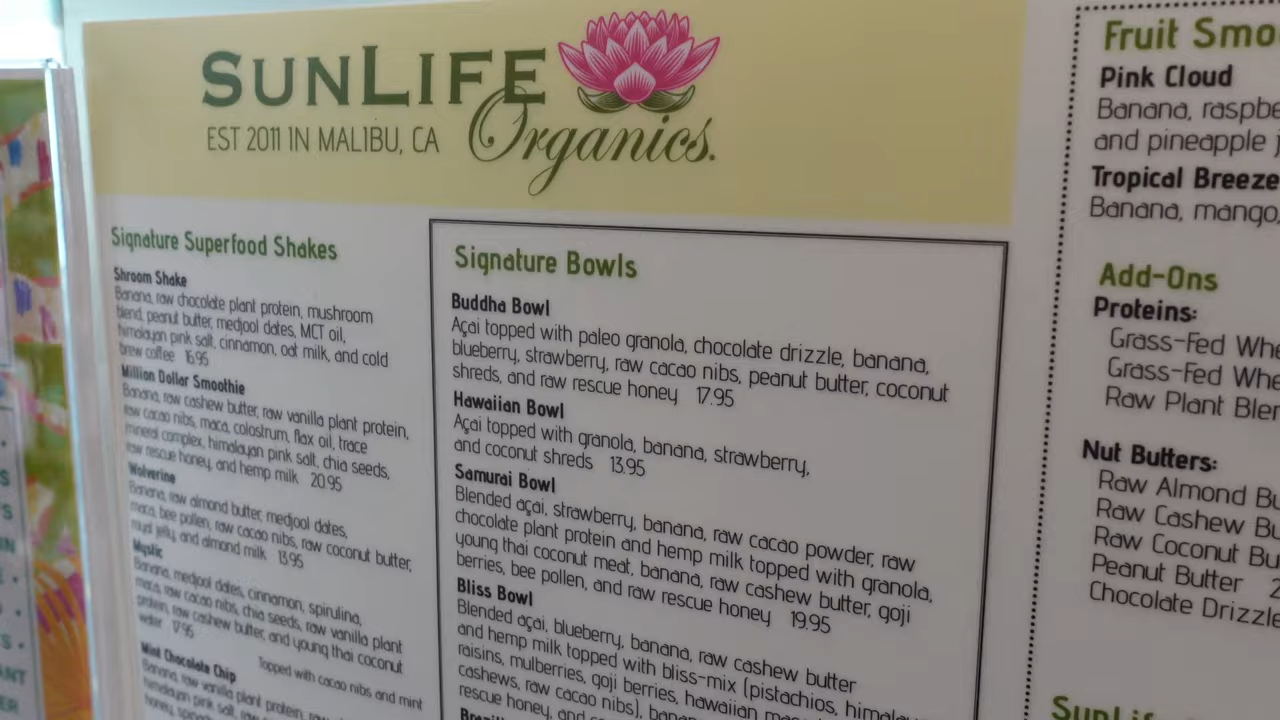 SUNLIFE
Organics.
EST 2011 IN MALIBU, CA
Signature Superfood Shakes
Shroom Shake
Banana, raw chocolate plant protein, mushroom
blend, peanut butter, medjool dates, MCT oil,
himalayan pink salt, cinnamon, oat milk, and cold
brew coffee 16.95
Million Dollar Smoothie
Banana, raw cashew butter, raw vanilla plant protein,
raw cacao nibs, maca, colostrum, flax oil, trace
mineral complex, himalayan pink salt, chia seeds,
raw rescue honey, and hemp milk 20.95
Wolverine
Banana, raw almond butter, medjool dates,
maca, bee pollen, raw cacao nibs, raw coconut butter,
royal jelly, and almond milk 13.95
Mystic
Banana, medjool dates, cinnamon, spirulina,
maca, raw cacao nibs, chia seeds, raw vanilla plant
protein, raw cashew butter, and young thai coconut
water 17.95
Mint Chocolate Chip Topped with cacao nibs and mint
Banana, raw vanilla plant protein, raw
himalayan pink salt, raw
honey,
Signature Bowls
Buddha Bowl
Açai topped with paleo granola, chocolate drizzle, banana,
blueberry, strawberry, raw cacao nibs, peanut butter, coconut
shreds, and raw rescue honey 17.95
Hawaiian Bowl
Açai topped with granola, banana, strawberry,
and coconut shreds 13.95
Samurai Bowl
Blended açai, strawberry, banana, raw cacao powder, raw
chocolate plant protein and hemp milk topped with granola,
young thai coconut meat, banana, raw cashew butter, goji
berries, bee pollen, and raw rescue honey 19.95
Bliss Bowl
Blended açai, blueberry, banana, raw cashew butter
and hemp milk topped with bliss-mix (pistachios, himala
raisins, mulberries, goji berries, hawaiian
cashews, raw cacao nibs),
rescue honey, and
Fruit Smo
Pink Cloud
Banana, raspbe
and pineapple
Tropical Breeze
Banana, mango,
Add-Ons
Proteins:
Grass-Fed Whe
Grass-Fed Whe
Raw Plant Blen
Nut Butters:
Raw Almond Bu
Raw Cashew Bu
Raw Coconut Bu
Peanut Butter 2
Chocolate Drizzle
SunLife